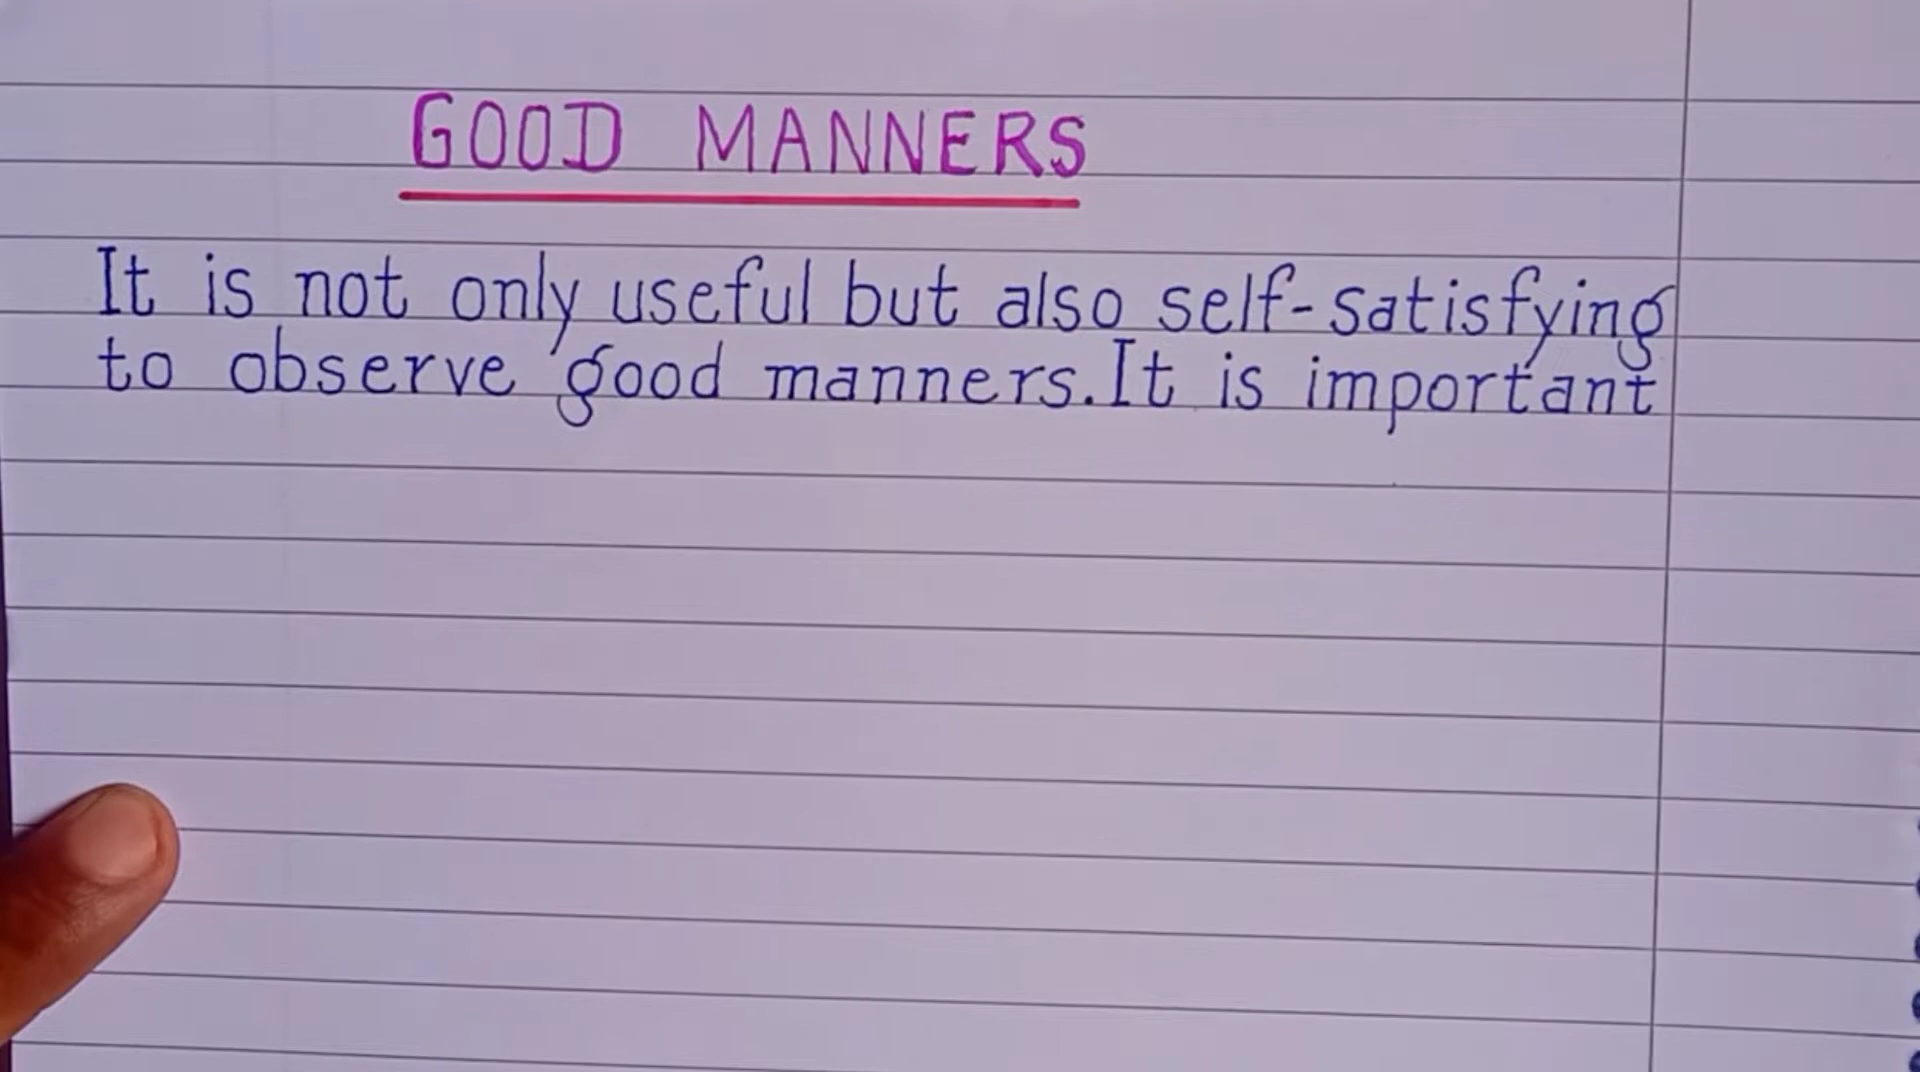 GOOD MANNERS
It is not only useful but also self-satisfying
to observe good manners. It is important